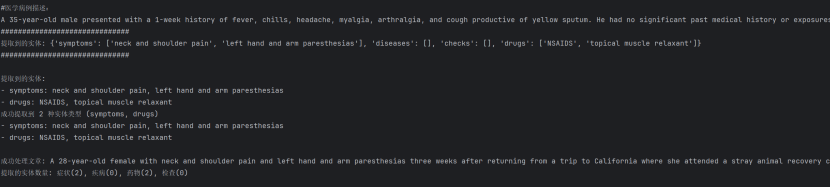 #医学病例描述:
A 35-year-old male presented with a 1-week history of fever, chills, headache, myalgia, arthralgia, and cough productive of yellow sputum. He had no significant past medical history or exposures
##############################
提取到的实体: {'symptoms': ['neck and shoulder pain', 'left hand and arm paresthesias'], 'diseases': [], 'checks': [], 'drugs': ['NSAIDS', 'topical muscle relaxant']}
##############################
提取到的实体:
- symptoms: neck and shoulder pain, left hand and arm paresthesias
- drugs: NSAIDS, topical muscle relaxant
成功提取到 2 种实体类型 (symptoms, drugs)
- symptoms: neck and shoulder pain, left hand and arm paresthesias
- drugs: NSAIDS, topical muscle relaxant
成功处理文章: A 28-year-old female with neck and shoulder pain and left hand and arm paresthesias three weeks after returning from a trip to California where she attended a stray animal recovery c
提取的实体数量: 症状(2), 疾病(0), 药物(2), 检查(0)